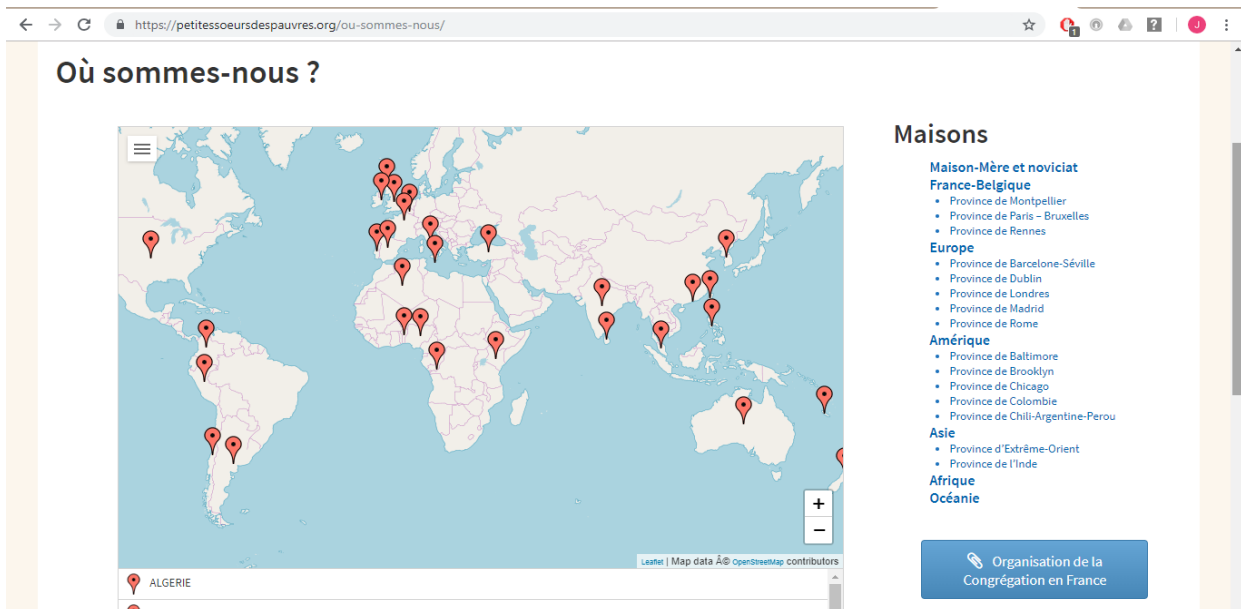 https://petitessoeursdespauvres.org/ou-sommes-nous/
1
J
Où sommes-nous ?
+
−
Leaflet | Map data Â© OpenStreetMap contributors
ALGERIE
Maisons
Maison-Mère et noviciat
France-Belgique
• Province de Montpellier
• Province de Paris – Bruxelles
• Province de Rennes
Europe
• Province de Barcelone-Séville
• Province de Dublin
• Province de Londres
• Province de Madrid
• Province de Rome
Amérique
• Province de Baltimore
• Province de Brooklyn
• Province de Chicago
• Province de Colombie
• Province de Chili-Argentine-Perou
Asie
• Province d'Extrême-Orient
• Province de l'Inde
Afrique
Océanie
Organisation de la
Congrégation en France